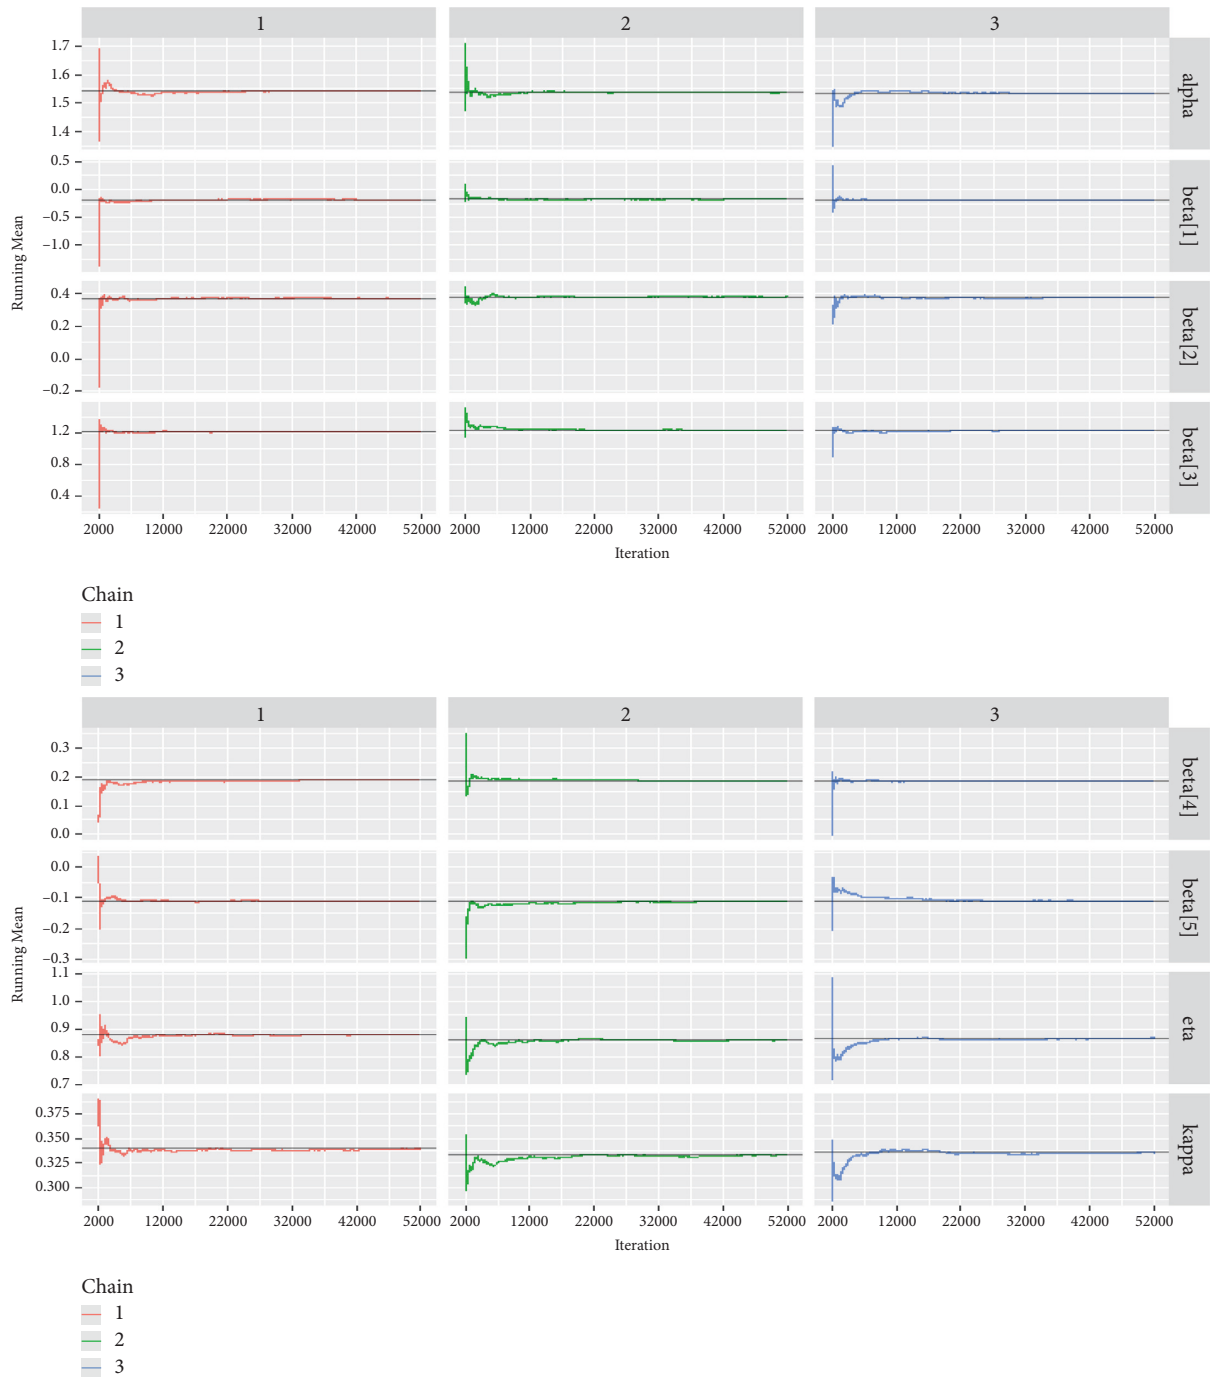 1 2 3
1.7
1.6
1.5
1.4
alpha
0.5
0.0
−0.5
−1.0
beta[1]
0.4
0.2
0.0
−0.2
beta[2]
1.2
0.8
0.4
beta[3]
Running Mean
2000 12000 22000 32000 42000 52000 2000 12000 22000 32000 42000 52000 2000 12000 22000 32000 42000 52000
Iteration
Chain
1
2
3
1 2 3
0.3
0.2
0.1
0.0
beta[4]
0.0
−0.1
−0.2
−0.3
beta[5]
1.1
1.0
0.9
0.8
0.7
eta
0.375
0.350
0.325
0.300
kappa
Running Mean
2000 12000 22000 32000 42000 52000 2000 12000 22000 32000 42000 52000 2000 12000 22000 32000 42000 52000
Iteration
Chain
1
2
3